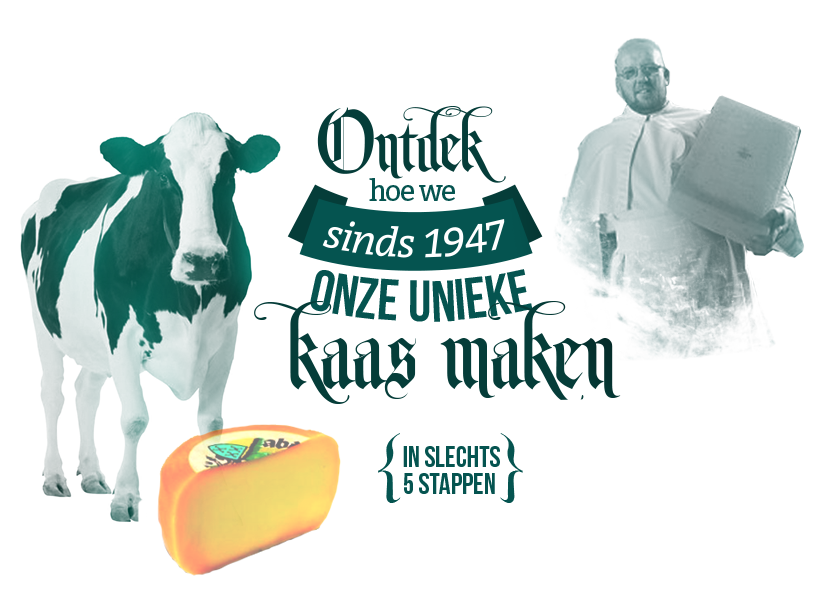 Ontdek
hoe we
sinds 1947
ONZE UNIEKE
kaas maken
{ IN SLECHTS
5 STAPPEN }